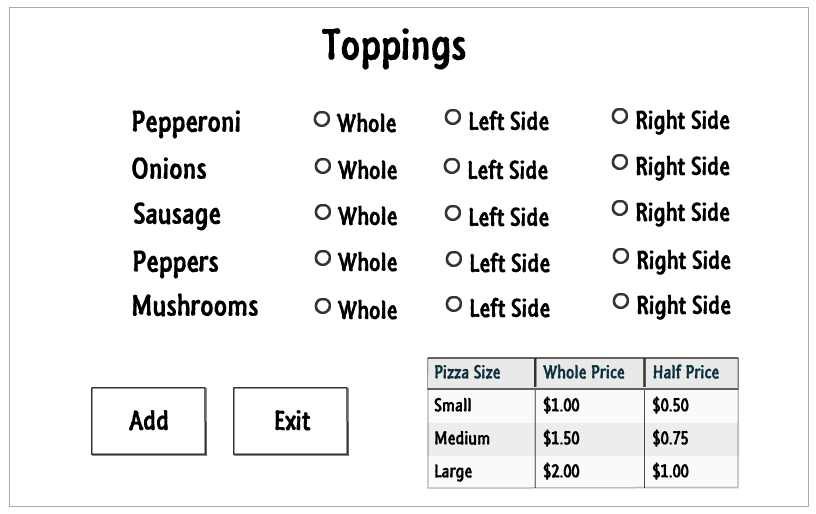 Toppings
Pepperoni Whole Left Side Right Side
Onions Whole Left Side Right Side
Sausage Whole Left Side Right Side
Peppers Whole Left Side Right Side
Mushrooms Whole Left Side Right Side
Add Exit
Pizza Size Whole Price Half Price
Small $1.00 $0.50
Medium $1.50 $0.75
Large $2.00 $1.00